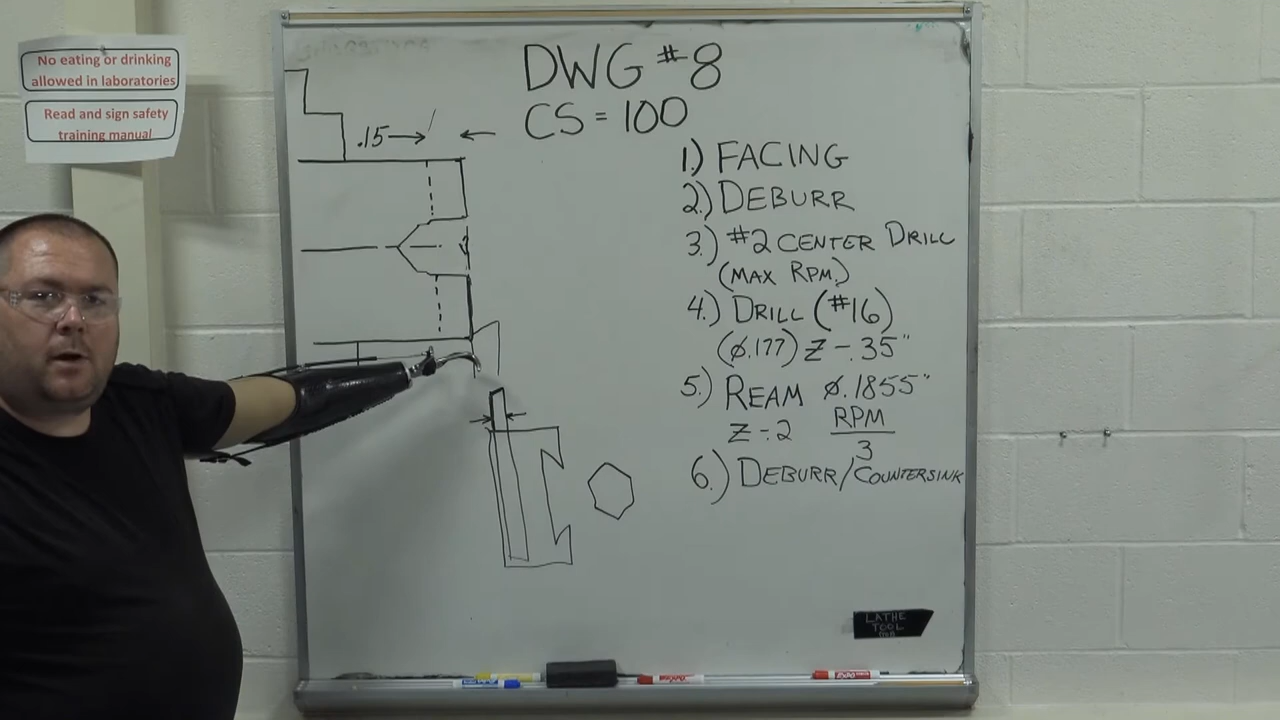 No eating or drinking
allowed in laboratories
Read and sign safety
training manual
DWG #8
CS = 100
.15
1.) FACING
2.) DEBURR
3.) #2 CENTER DRILL
(MAX RPM.)
4.) DRILL (#16)
(Ø.177) Z -.35"
5.) REAM Ø.1855"
Z -.2 RPM
3
6.) DEBURR/COUNTERSINK
LATHE
TOOL